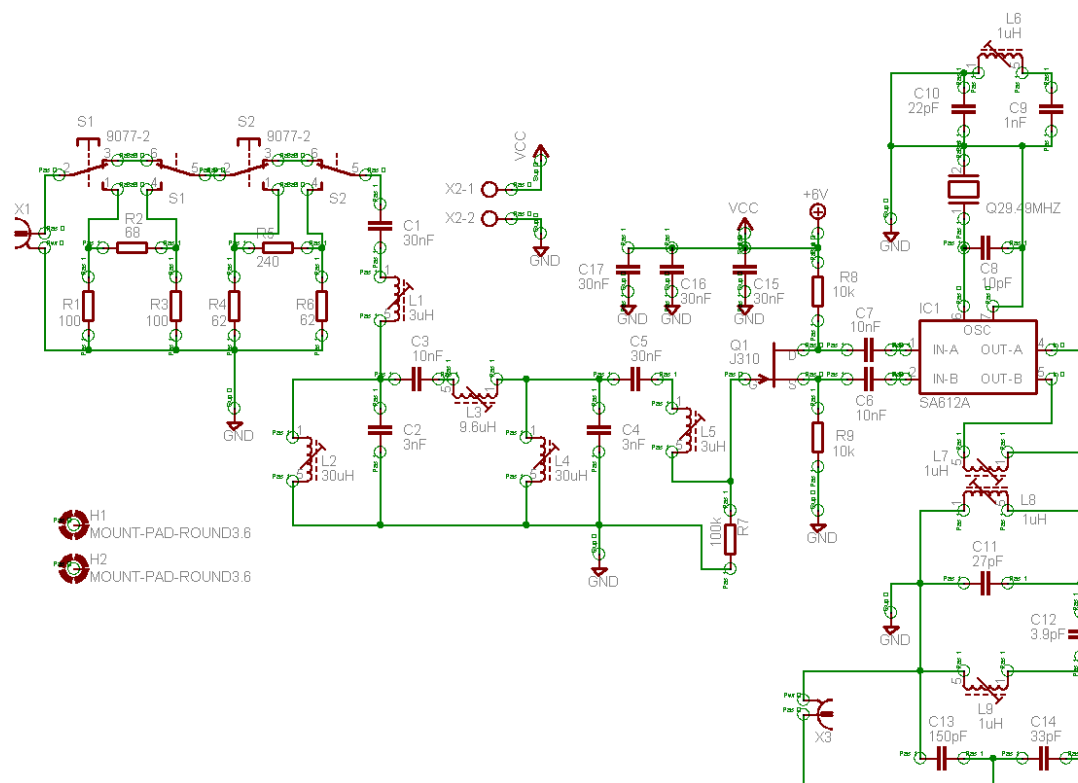 L6
1uH
C10
22pF
C9
1nF
S1
9077-2
S2
9077-2
S1
S2
X1
R2
68
R5
240
R1
100
R3
100
R4
62
R6
62
GND
C1
30nF
L1
3uH
VCC
X2-1
X2-2
GND
VCC
+6V
C17
30nF
C16
30nF
C15
30nF
GND
GND
GND
R8
10k
Q29.49MHZ
GND
C8
10pF
C3
10nF
C5
30nF
L3
9.6uH
C2
3nF
C4
3nF
L2
30uH
L4
30uH
L5
3uH
Q1
J310
D
S
G
C7
10nF
C6
10nF
IC1
OSC
IN-A
OUT-A
IN-B
OUT-B
SA612A
R9
10k
GND
100k
R7
GND
H1
MOUNT-PAD-ROUND3.6
H2
MOUNT-PAD-ROUND3.6
L7
1uH
L8
1uH
C11
27pF
GND
C12
3.9pF
L9
1uH
X3
C13
150pF
C14
33pF